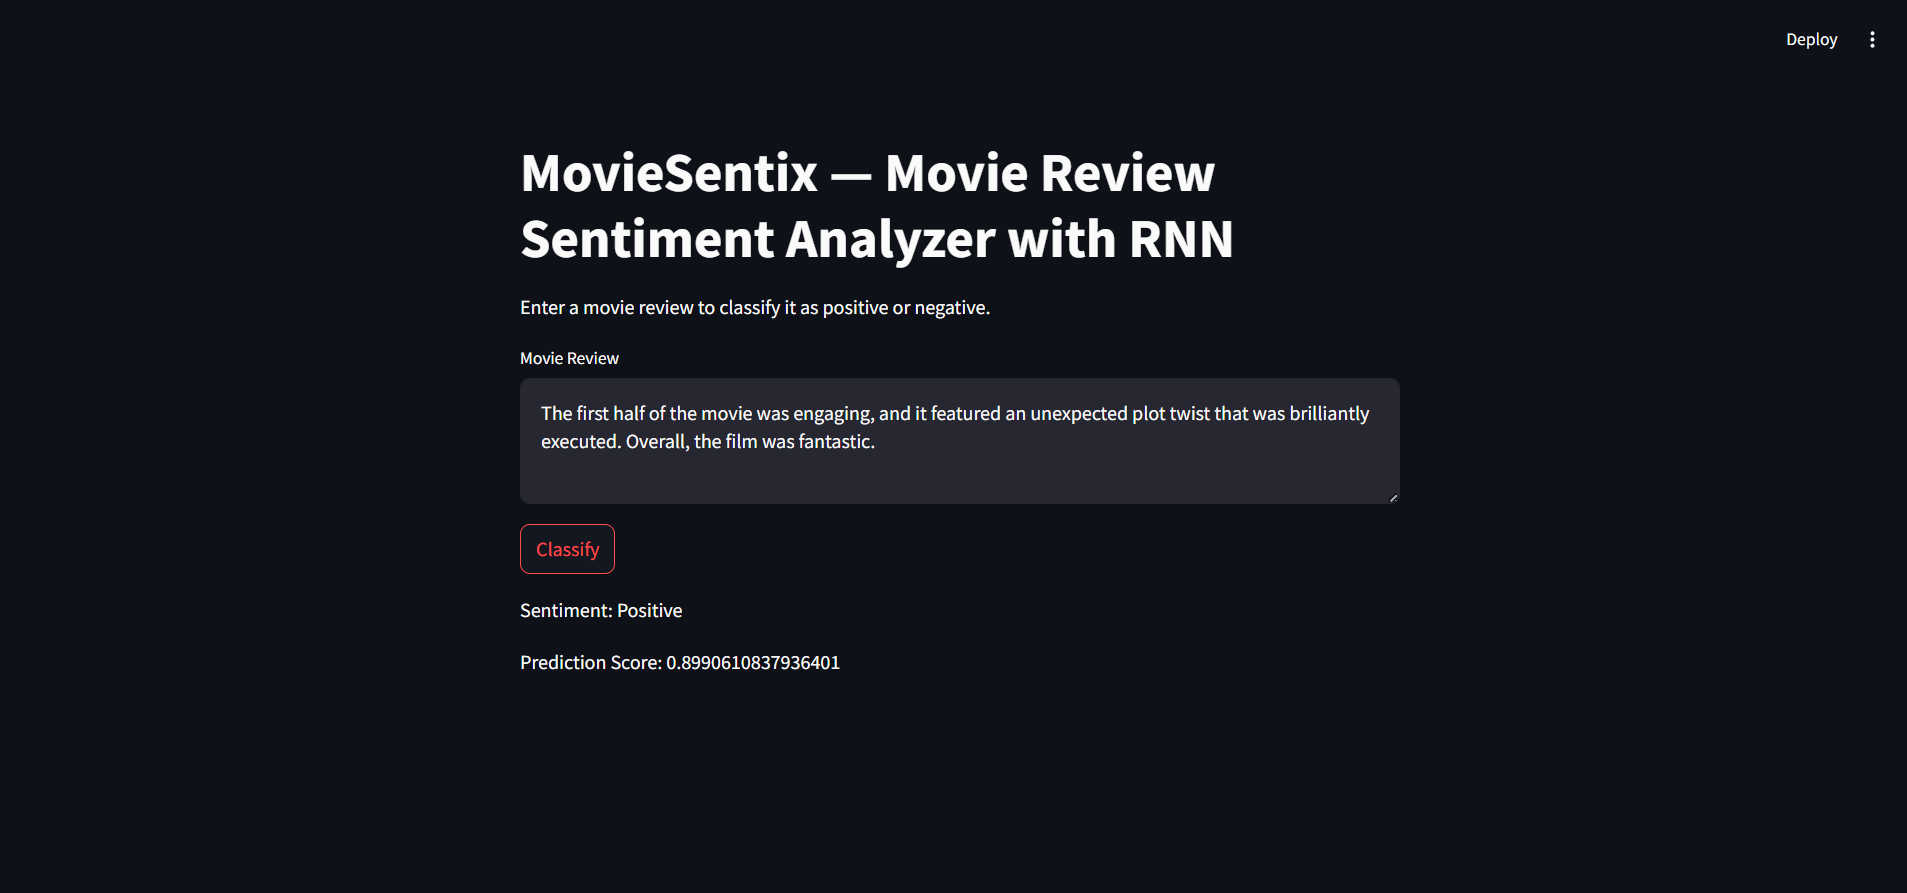 Deploy
MovieSentix — Movie Review
Sentiment Analyzer with RNN
Enter a movie review to classify it as positive or negative.
Movie Review
The first half of the movie was engaging, and it featured an unexpected plot twist that was brilliantly
executed. Overall, the film was fantastic.
Classify
Sentiment: Positive
Prediction Score: 0.8990610837936401